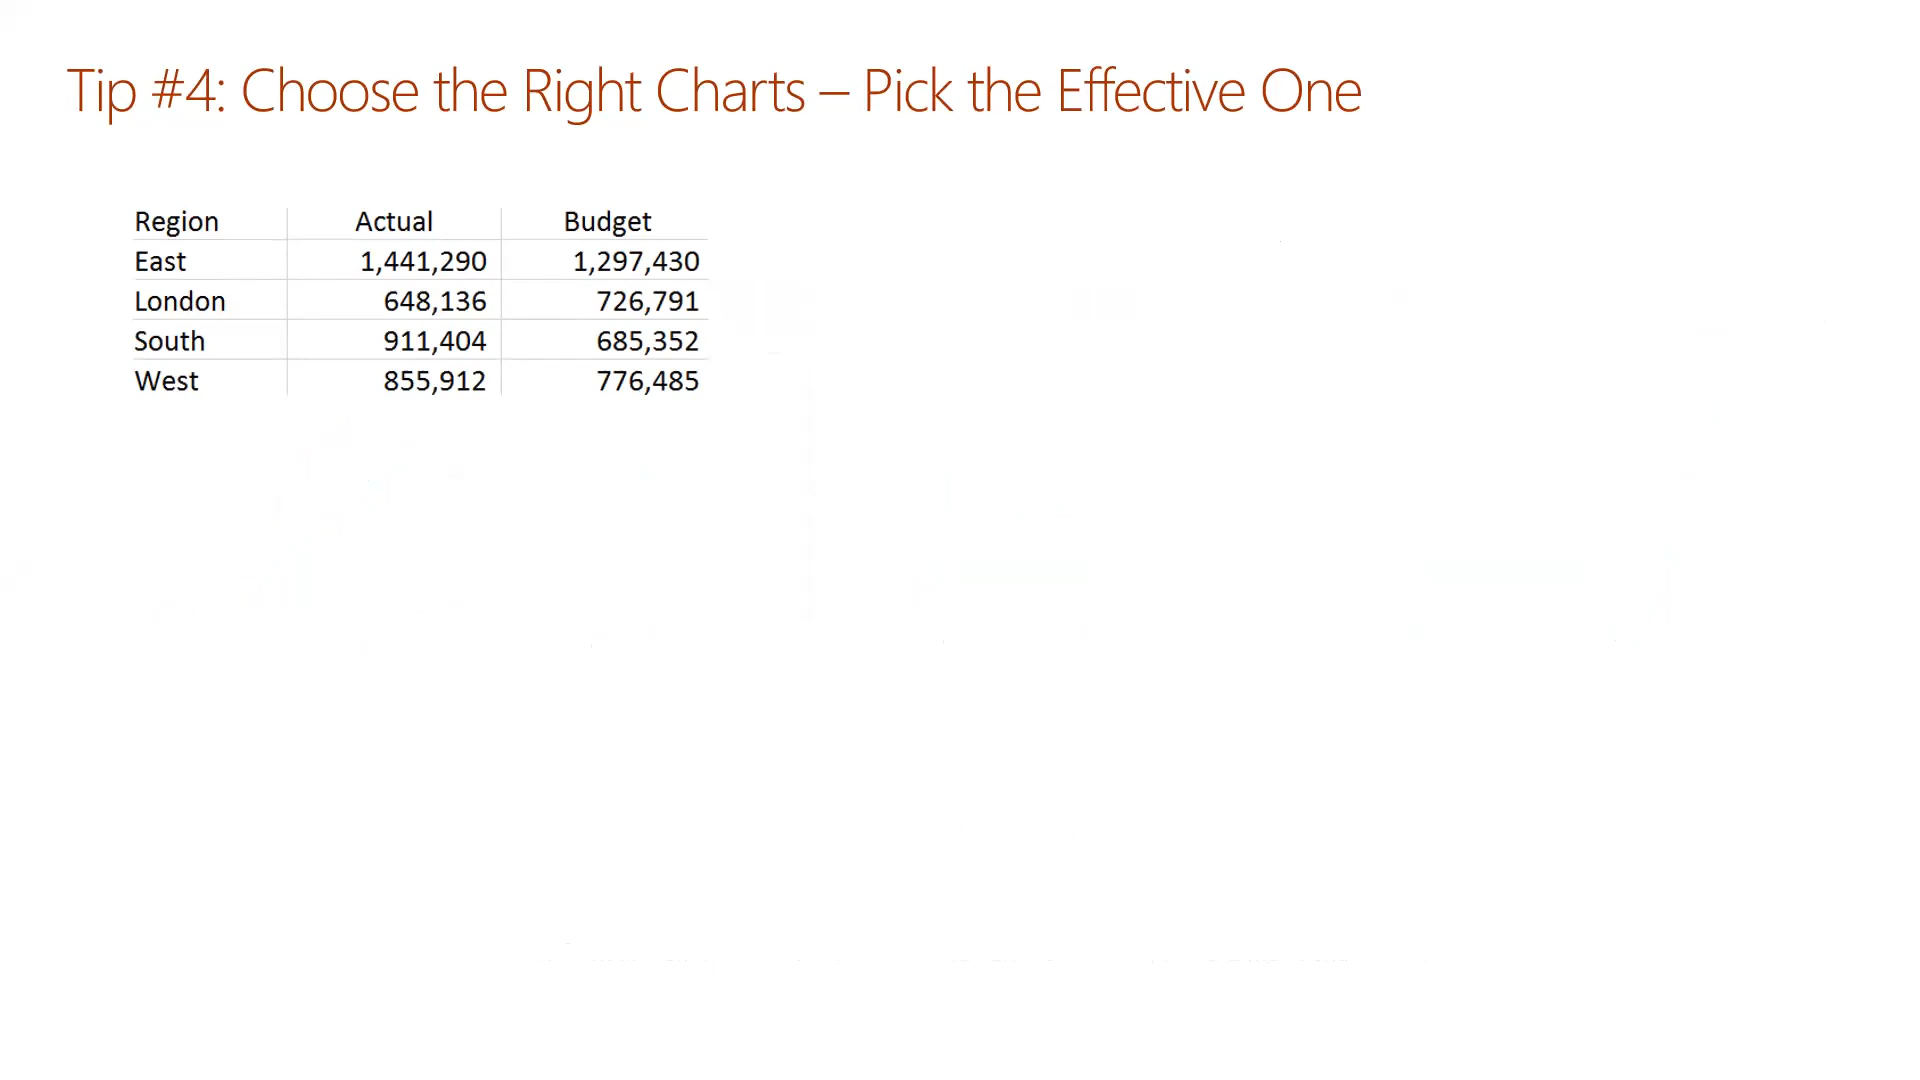 Tip #4: Choose the Right Charts – Pick the Effective One
Region Actual Budget
East 1,441,290 1,297,430
London 648,136 726,791
South 911,404 685,352
West 855,912 776,485